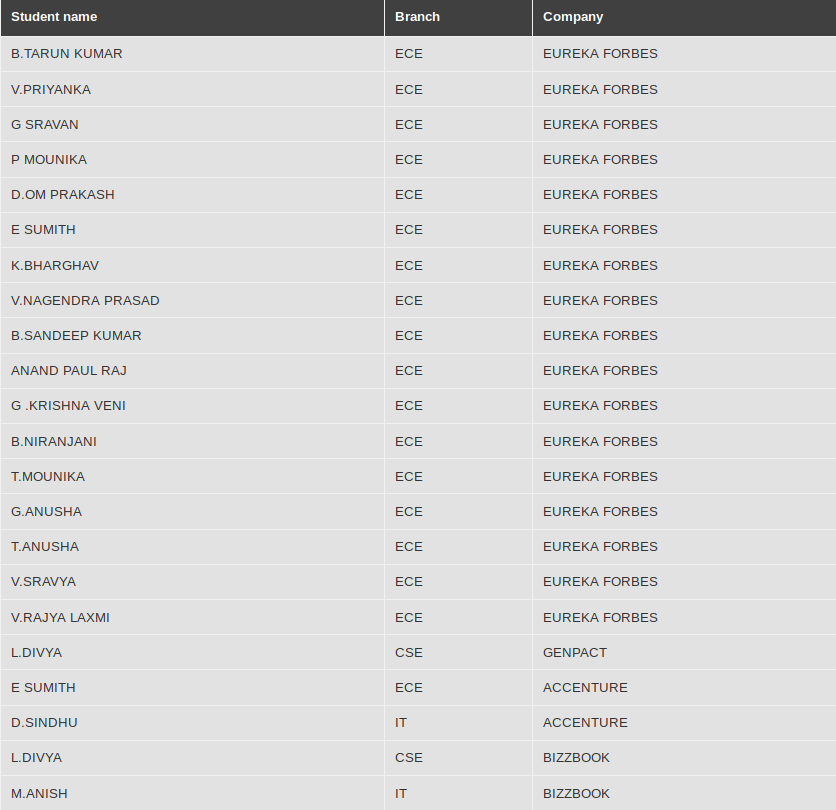 Student name Branch Company
B.TARUN KUMAR ECE EUREKA FORBES
V.PRIYANKA ECE EUREKA FORBES
G SRAVAN ECE EUREKA FORBES
P MOUNIKA ECE EUREKA FORBES
D.OM PRAKASH ECE EUREKA FORBES
E SUMITH ECE EUREKA FORBES
K.BHARGHAV ECE EUREKA FORBES
V.NAGENDRA PRASAD ECE EUREKA FORBES
B.SANDEEP KUMAR ECE EUREKA FORBES
ANAND PAUL RAJ ECE EUREKA FORBES
G .KRISHNA VENI ECE EUREKA FORBES
B.NIRANJANI ECE EUREKA FORBES
T.MOUNIKA ECE EUREKA FORBES
G.ANUSHA ECE EUREKA FORBES
T.ANUSHA ECE EUREKA FORBES
V.SRAVYA ECE EUREKA FORBES
V.RAJYA LAXMI ECE EUREKA FORBES
L.DIVYA CSE GENPACT
E SUMITH ECE ACCENTURE
D.SINDHU IT ACCENTURE
L.DIVYA CSE BIZZBOOK
M.ANISH IT BIZZBOOK